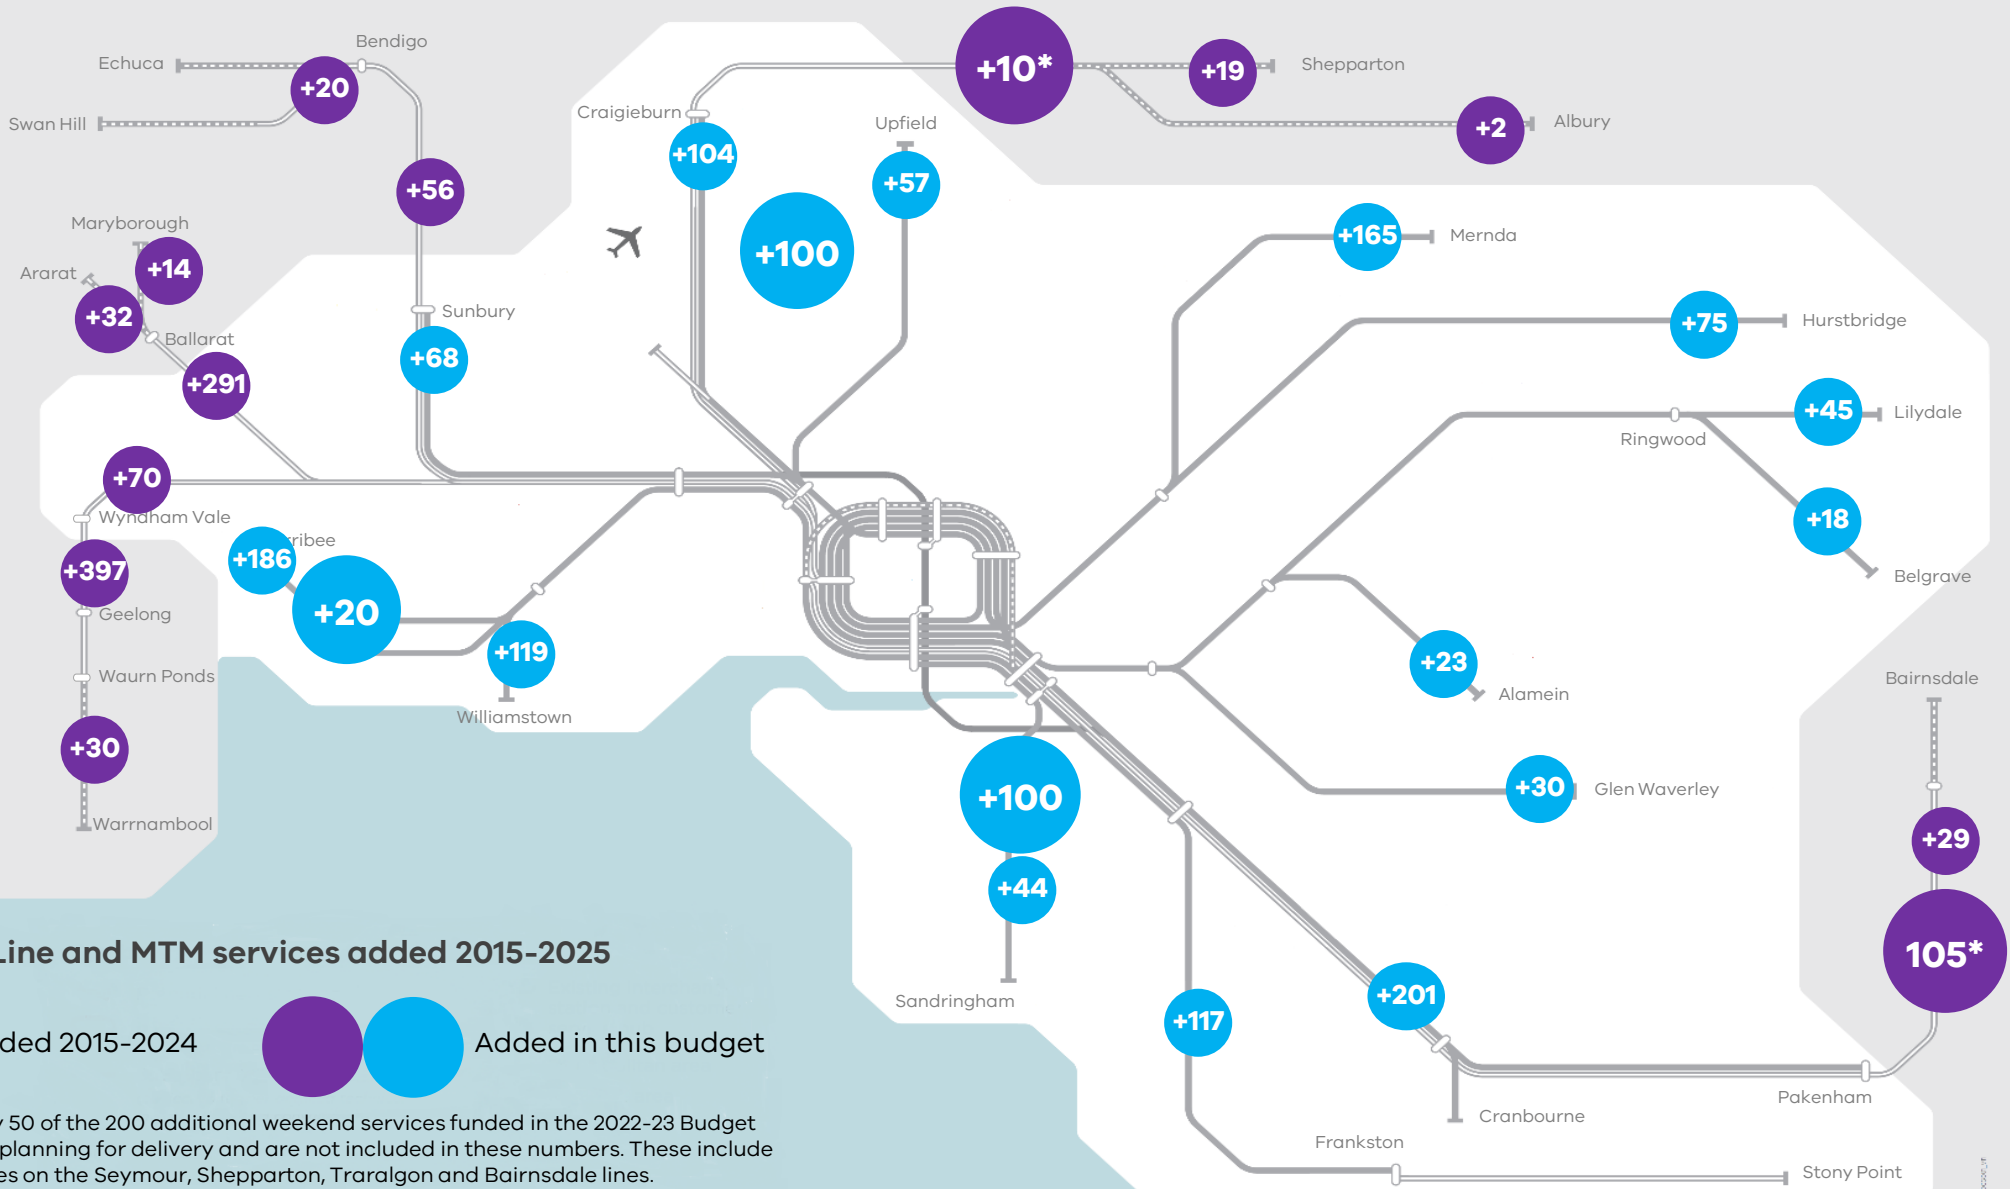 Echuca
Bendigo
+20
Swan Hill
+56
Craigieburn
+104
+100
Upfield
+57
+10*
+19
Shepparton
+2
Albury
Maryborough
+14
Ararat
+32
Ballarat
+291
Sunbury
+68
+165
Mernda
+75
Hurstbridge
+45
Lilydale
Ringwood
+18
Belgrave
+70
Wyndham Vale
+397
Geelong
Waurn Ponds
+30
Warrnambool
rribee
+186
+20
+119
Williamstown
+23
Alamein
+30
Glen Waverley
Bairnsdale
+29
105*
+100
+44
Sandringham
+117
+201
Cranbourne
Pakenham
Frankston
Stony Point
Line and MTM services added 2015-2025
ded 2015-2024
Added in this budget
50 of the 200 additional weekend services funded in the 2022-23 Budget
planning for delivery and are not included in these numbers. These include
es on the Seymour, Shepparton, Traralgon and Bairnsdale lines.